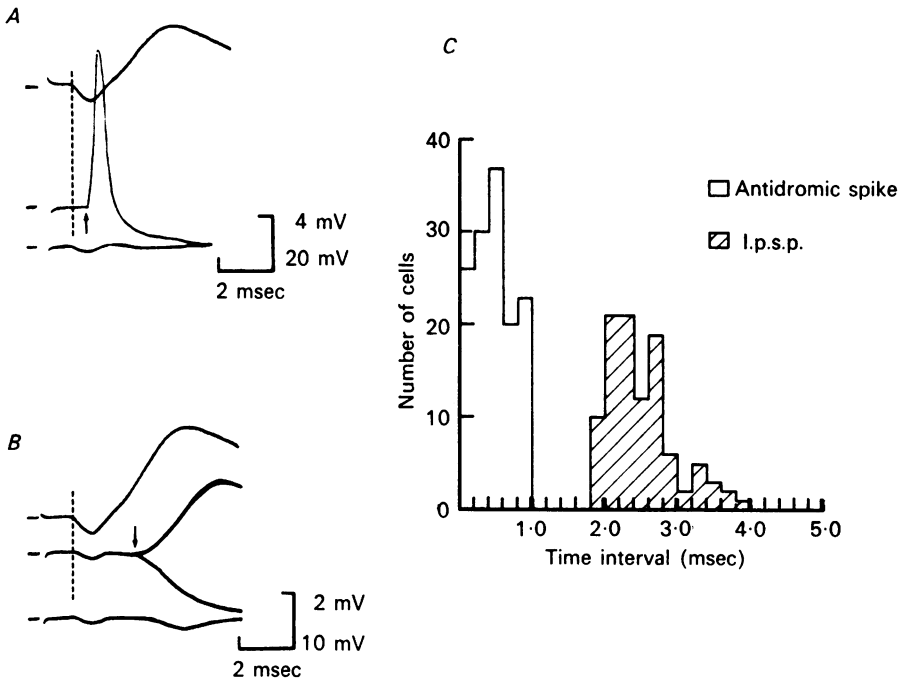 A
4 mV
20 mV
2 msec
B
2 mV
10 mV
2 msec
C
Number of cells
40
30
20
10
0
1·0
2·0
3·0
4·0
5·0
Time interval (msec)
Antidromic spike
I.p.s.p.